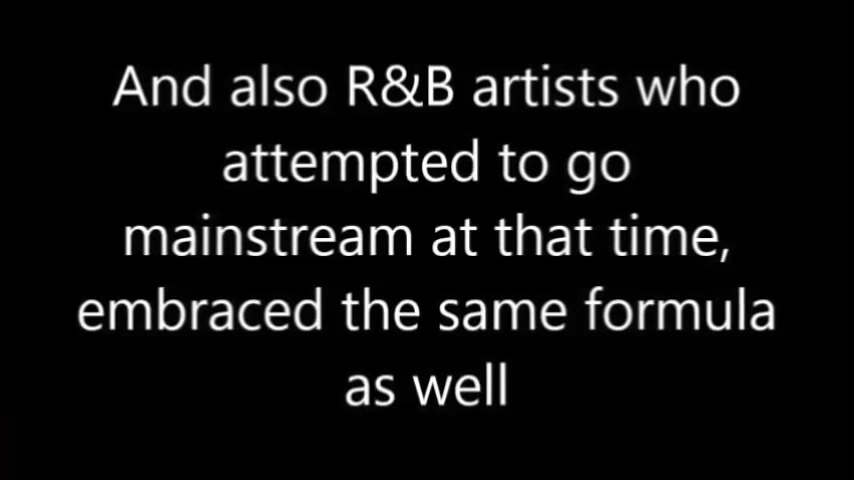 And also R&B artists who
attempted to go
mainstream at that time,
embraced the same formula
as well